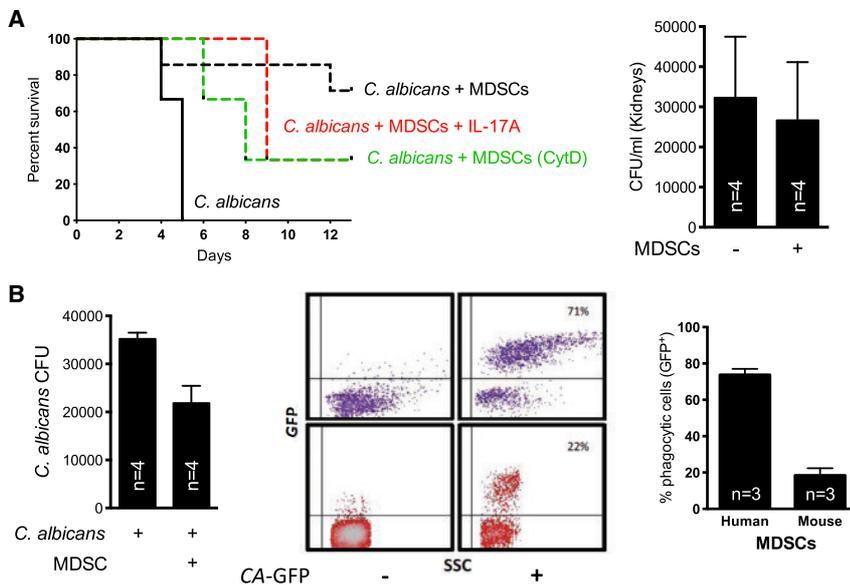 A
Percent survival
100
80
60
40
20
0
0 2 4 6 8 10 12
Days
C. albicans + MDSCs
C. albicans + MDSCs + IL-17A
C. albicans + MDSCs (CytD)
C. albicans
CFU/ml (Kidneys)
50000
40000
30000
20000
10000
0
n=4 n=4
MDSCs - +
B
C. albicans CFU
40000
30000
20000
10000
0
n=4 n=4
C. albicans + +
MDSC +
GFP
71%
22%
SSC
CA-GFP - +
% phagocytic cells (GFP+)
100
80
60
40
20
0
n=3 n=3
Human Mouse
MDSCs